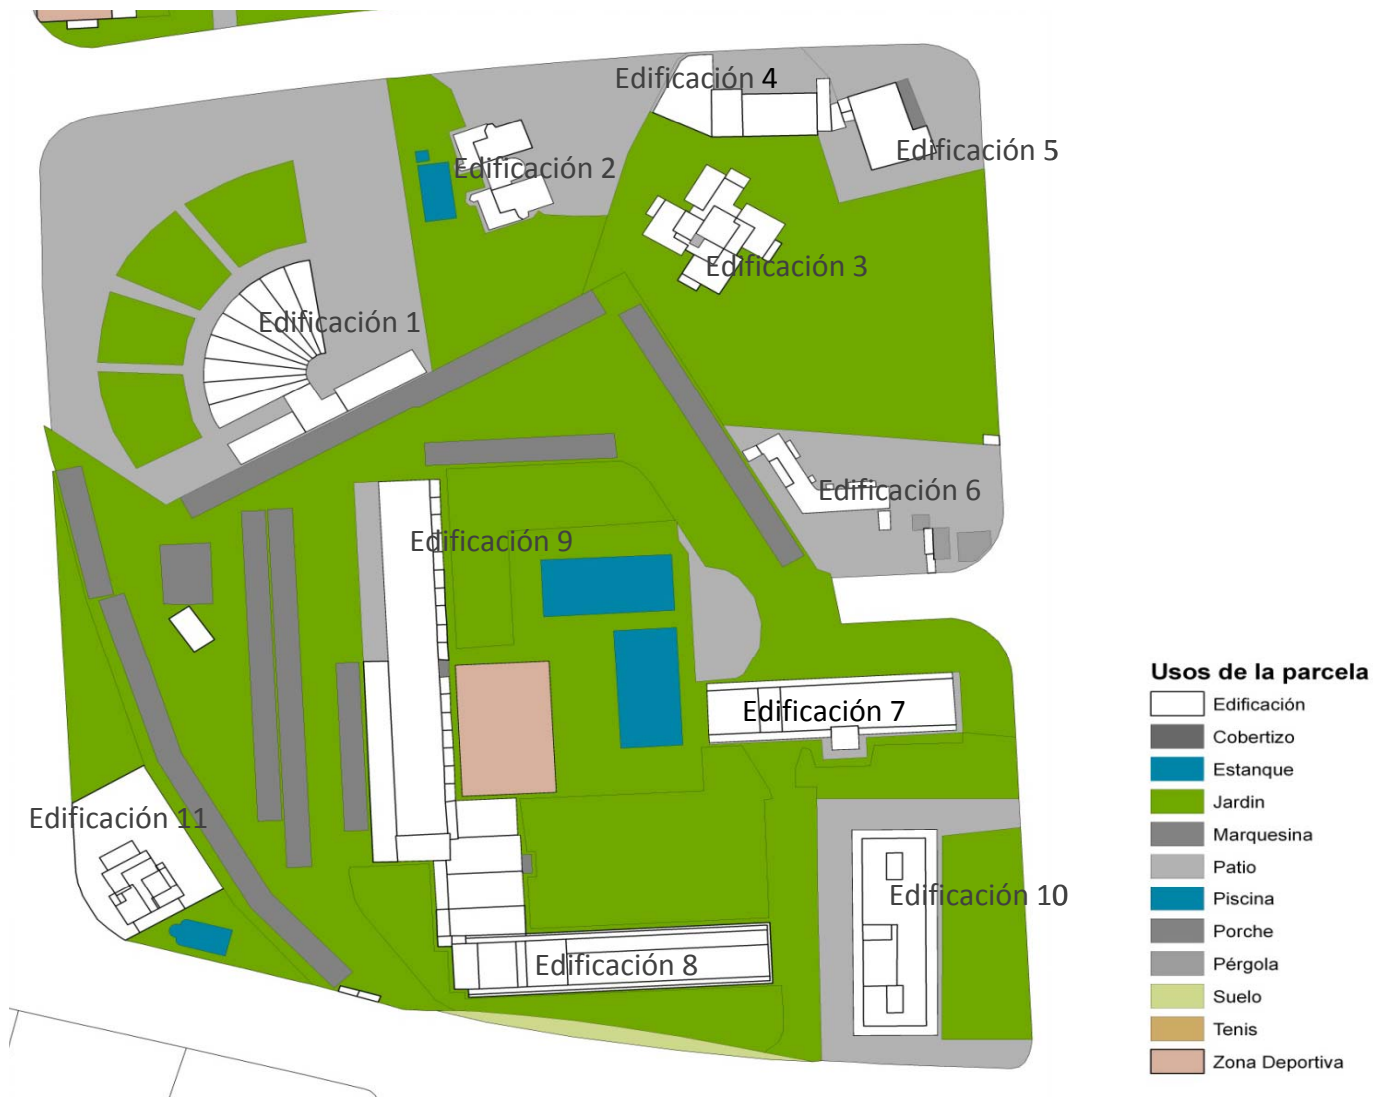 Edificación 4
Edificación 5
Edificación 2
Edificación 3
Edificación 1
Edificación 6
Edificación 9
Edificación 7
Edificación 11
Edificación 10
Edificación 8
Usos de la parcela
Edificación
Cobertizo
Estanque
Jardin
Marquesina
Patio
Piscina
Porche
Pérgola
Suelo
Tenis
Zona Deportiva